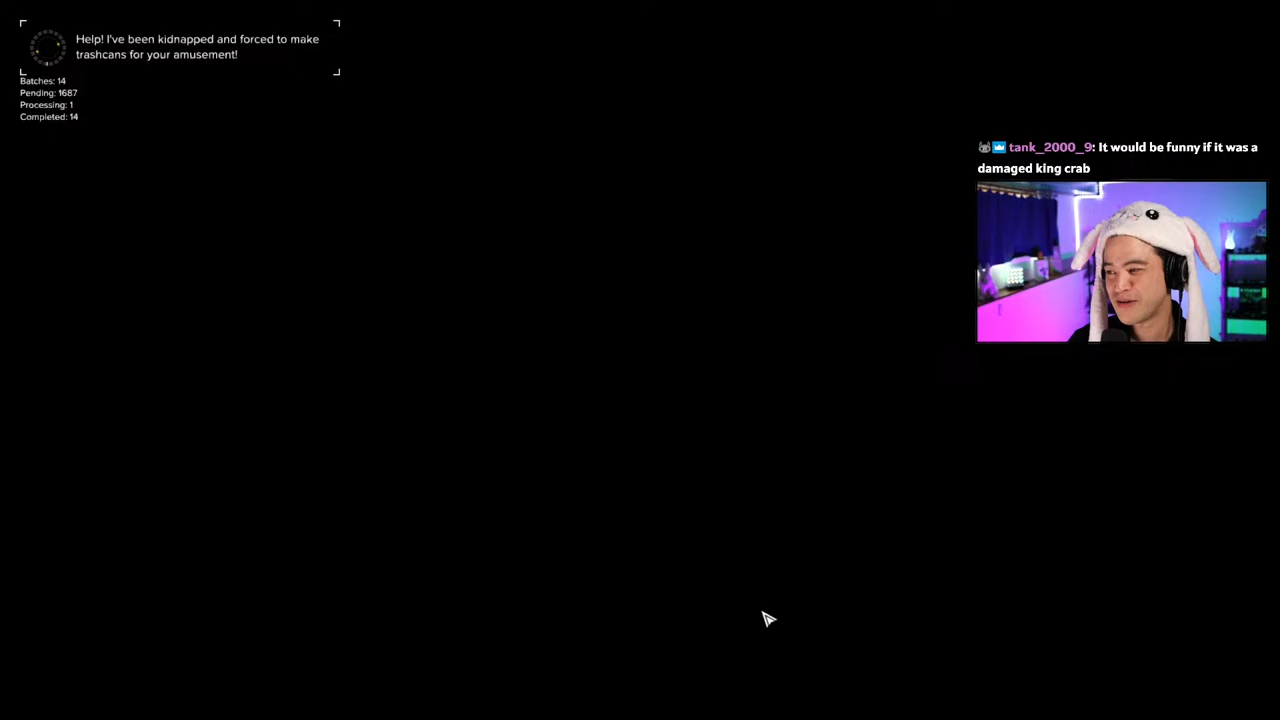 Help! I've been kidnapped and forced to make
trashcans for your amusement!
Batches: 14
Pending: 1687
Processing: 1
Completed: 14
tank_2000_9: It would be funny if it was a
damaged king crab